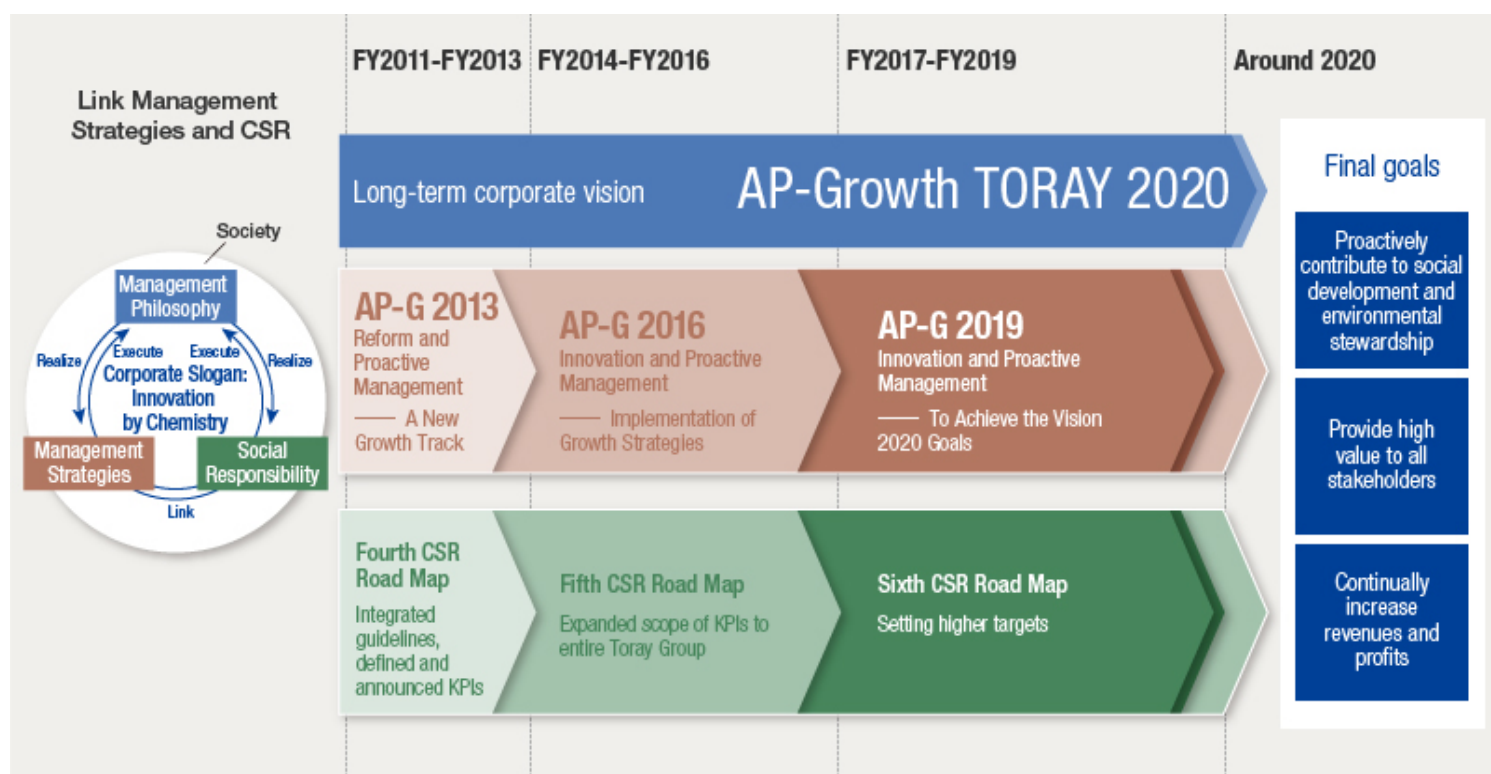 FY2011-FY2013
FY2014-FY2016
FY2017-FY2019
Around 2020
Link Management
Strategies and CSR
Society
Management
Philosophy
Realize
Execute
Execute
Realize
Corporate Slogan:
Innovation
by Chemistry
Management
Strategies
Social
Responsibility
Link
Long-term corporate vision
AP-Growth TORAY 2020
AP-G 2013
Reform and
Proactive
Management
—— A New
Growth Track
AP-G 2016
Innovation and Proactive
Management
—— Implementation of
Growth Strategies
AP-G 2019
Innovation and Proactive
Management
—— To Achieve the Vision
2020 Goals
Fourth CSR
Road Map
Integrated
guidelines,
defined and
announced KPIs
Fifth CSR Road Map
Expanded scope of KPIs to
entire Toray Group
Sixth CSR Road Map
Setting higher targets
Final goals
Proactively
contribute to social
development and
environmental
stewardship
Provide high
value to all
stakeholders
Continually
increase
revenues and
profits